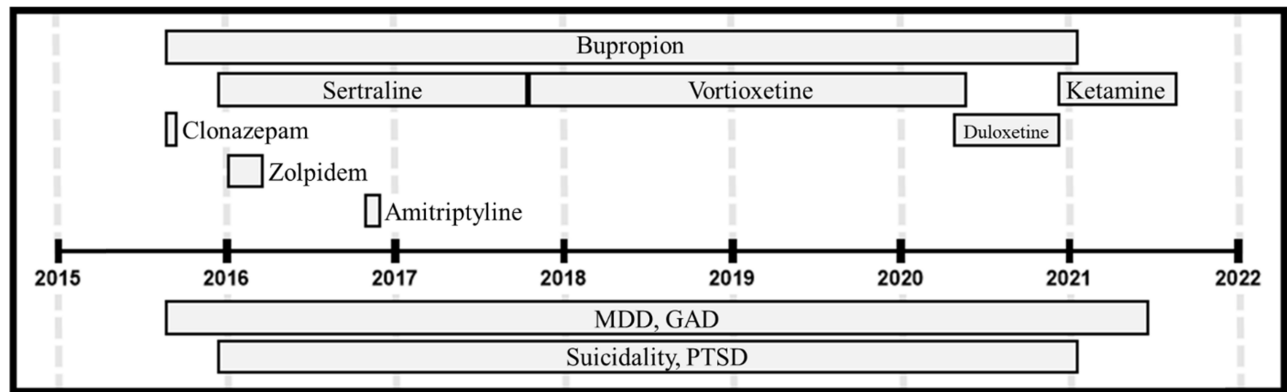 Bupropion
Sertraline Vortioxetine Ketamine
Clonazepam Duloxetine
Zolpidem
Amitriptyline
2015 2016 2017 2018 2019 2020 2021 2022
MDD, GAD
Suicidality, PTSD